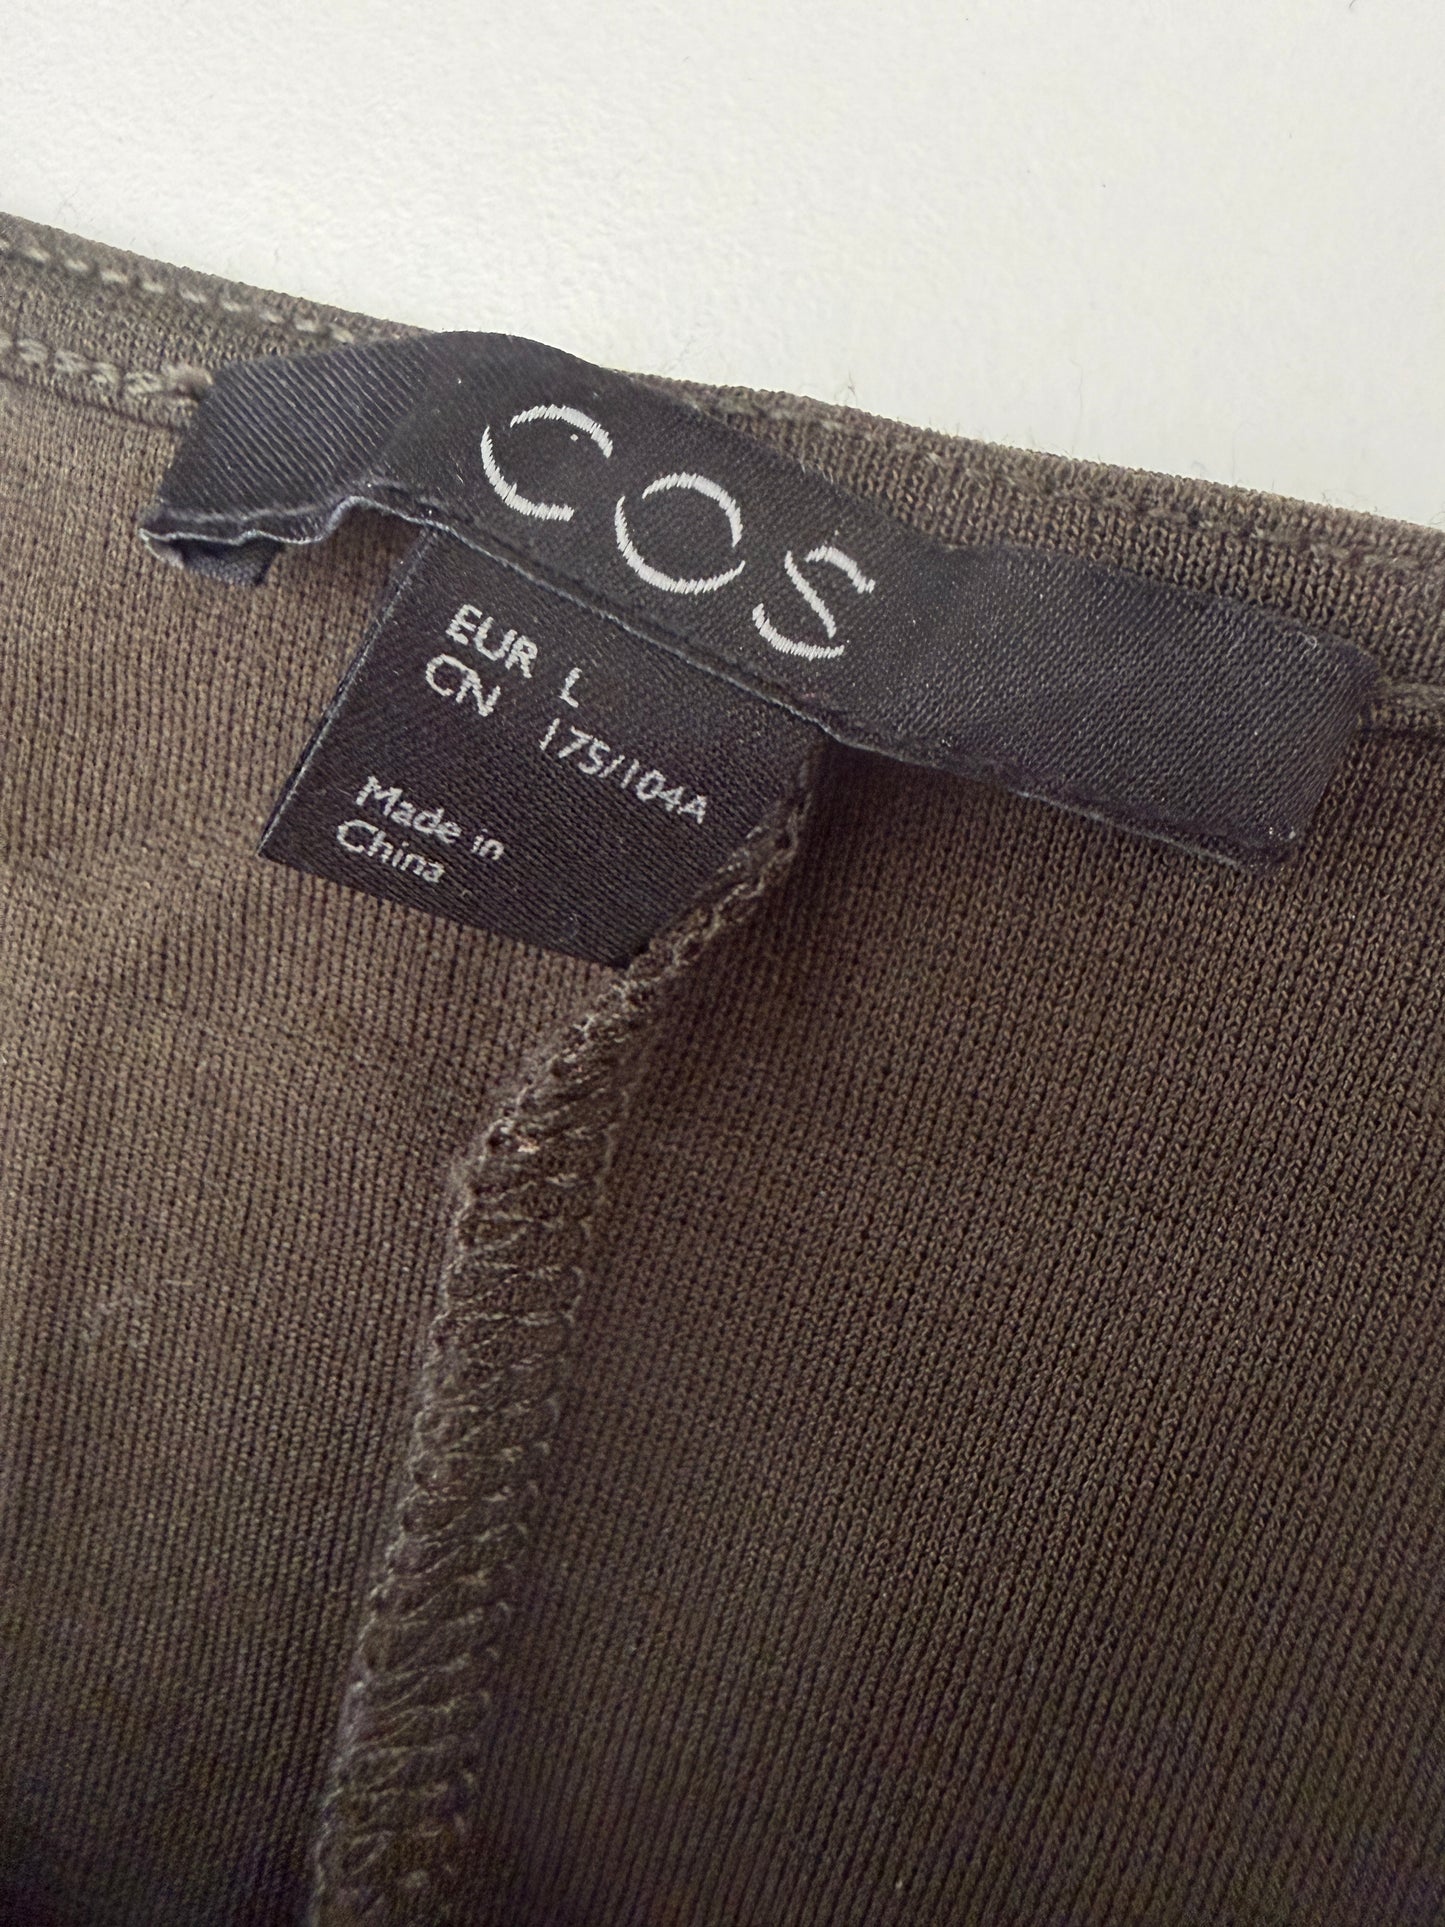 COS
EUR L
CN 175/104A
Made in
China